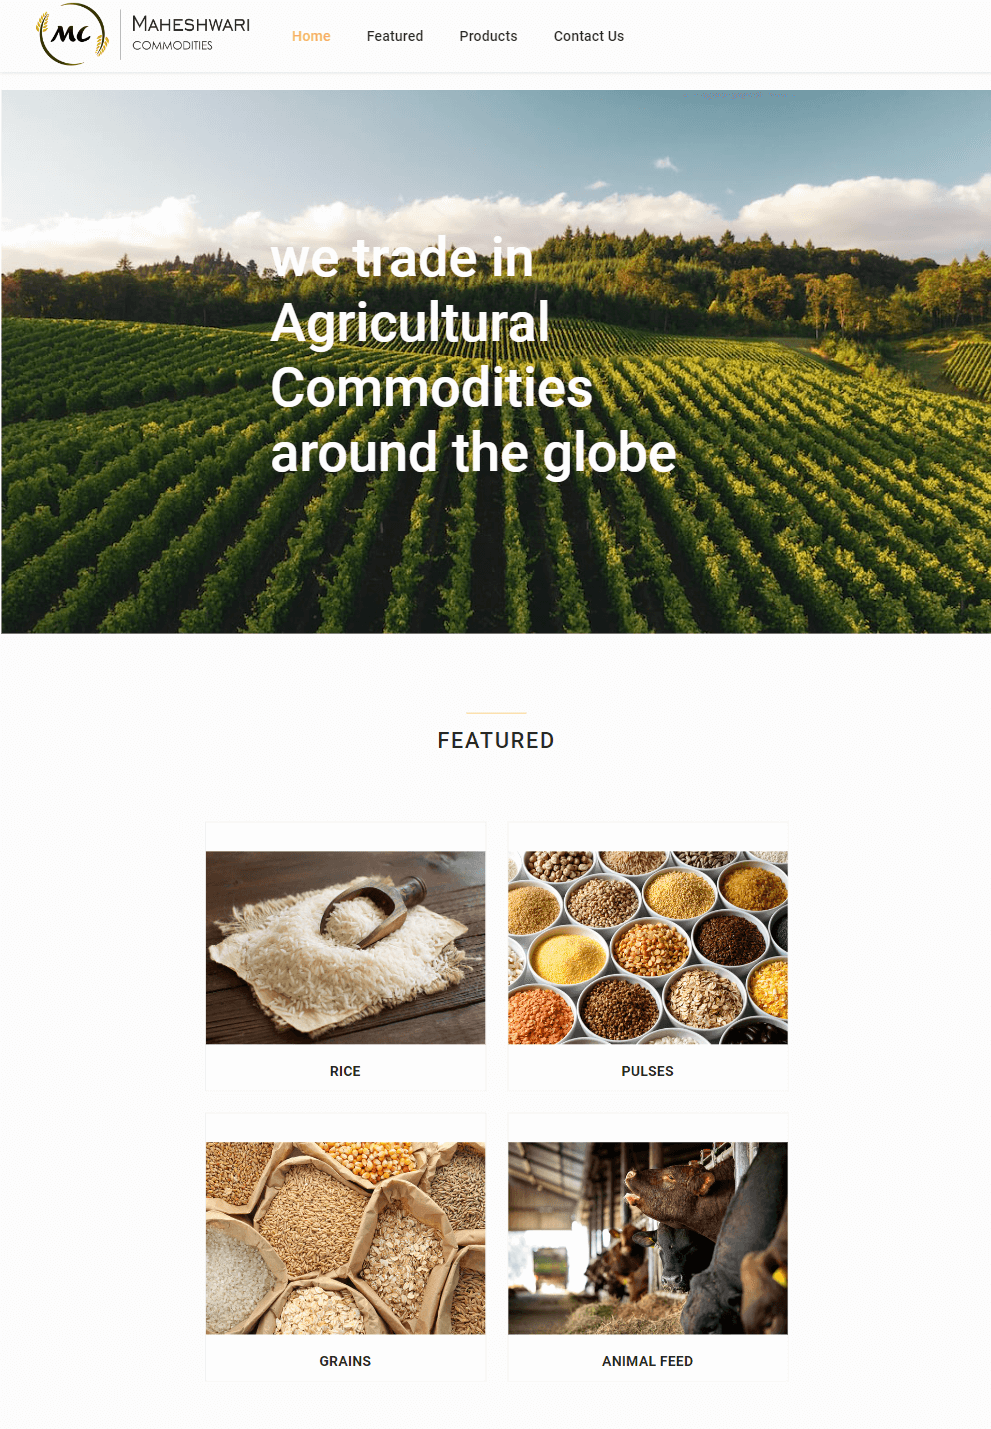 MC
MAHESHWARI
COMMODITIES
Home Featured Products Contact Us
we trade in
Agricultural
Commodities
around the globe
FEATURED
RICE
PULSES
GRAINS
ANIMAL FEED